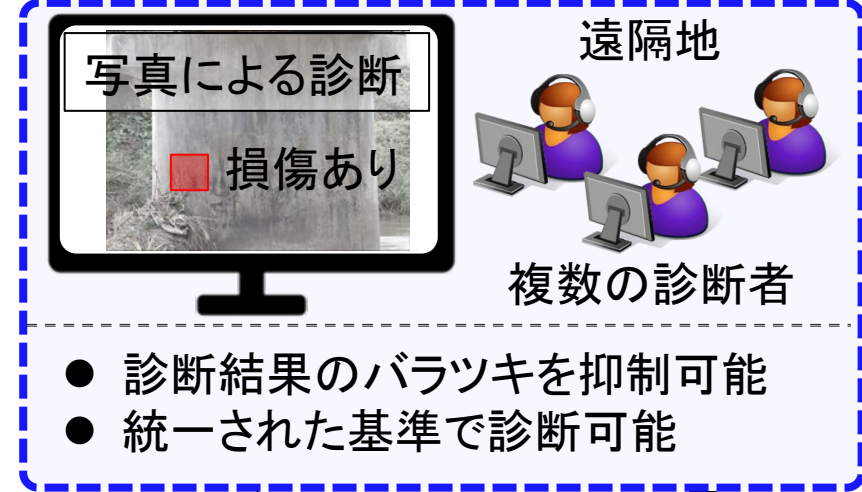 写真による診断
損傷あり
遠隔地
複数の診断者
● 診断結果のバラツキを抑制可能
● 統一された基準で診断可能